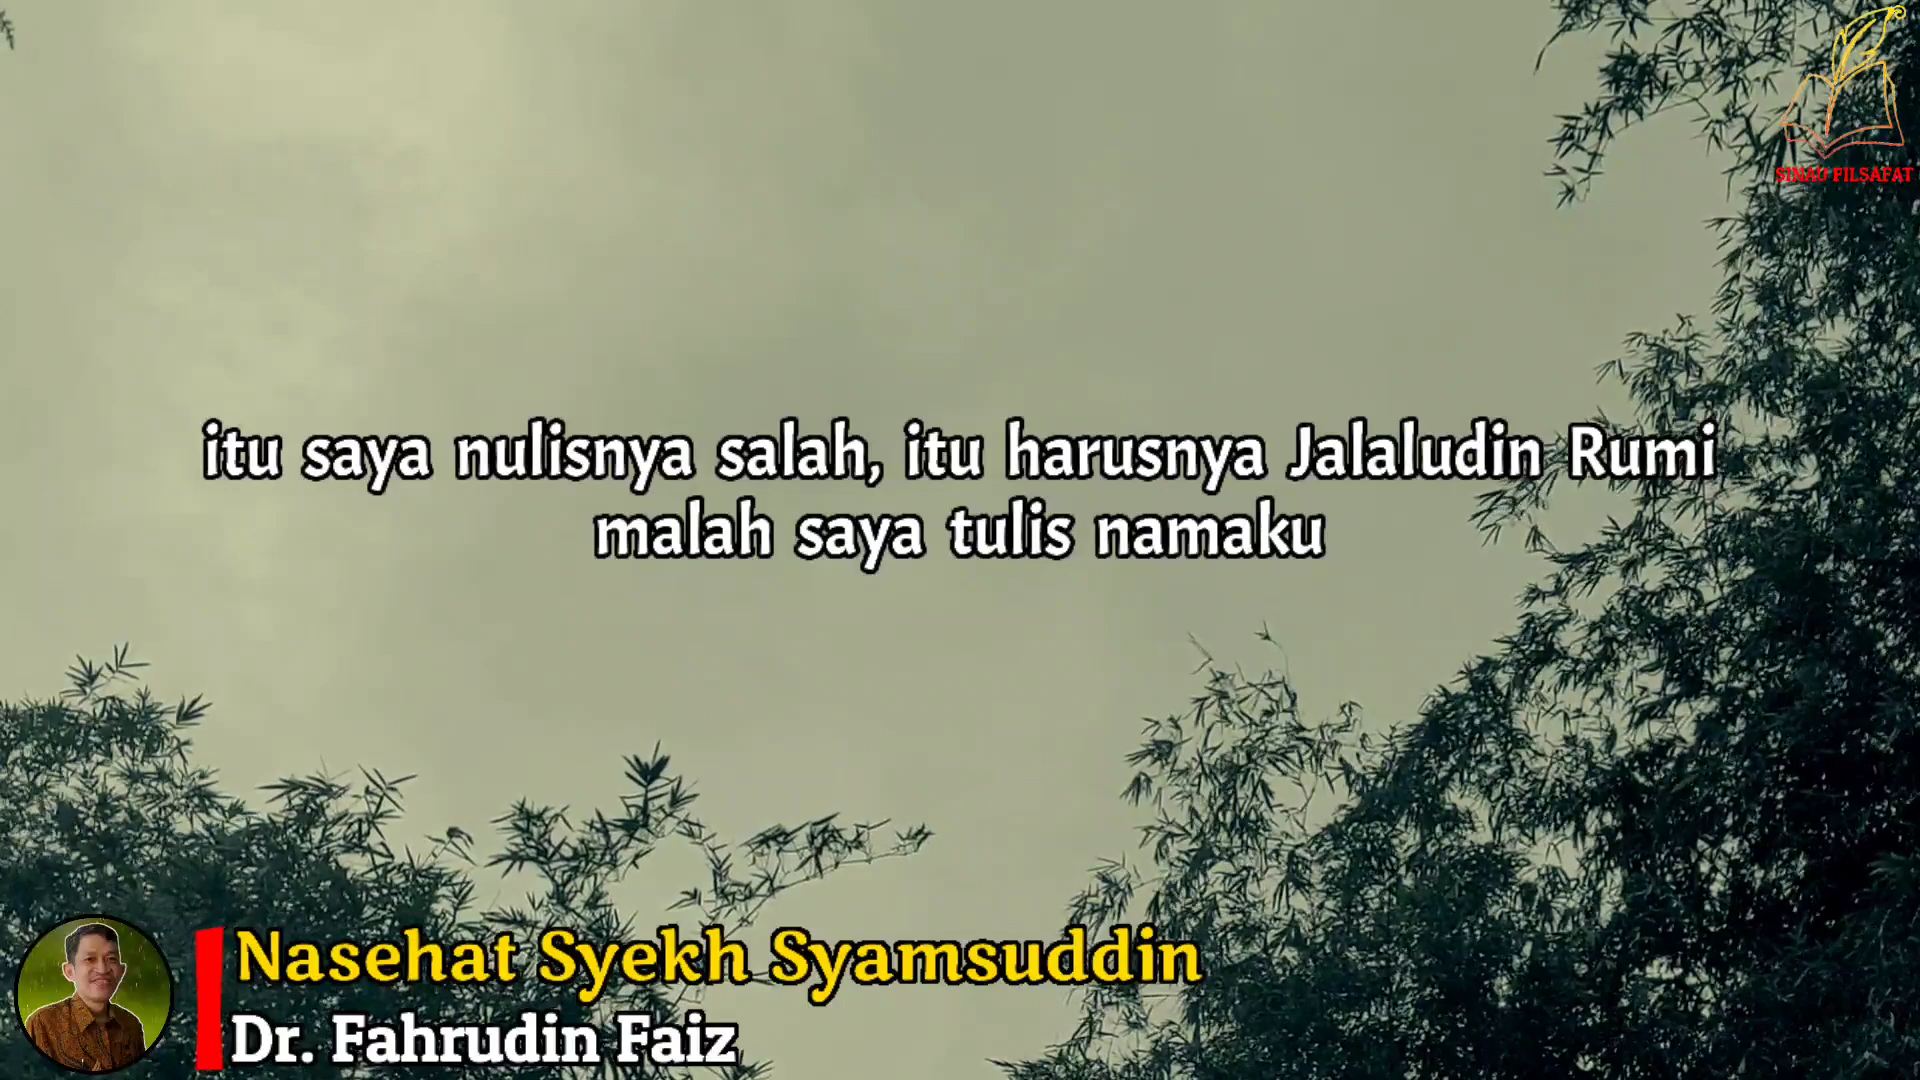 SINAU FILSAFAT
itu saya nulisnya salah, itu harusnya Jalaludin Rumi
malah saya tulis namaku
Nasehat Syekh Syamsuddin
Dr. Fahrudin Faiz